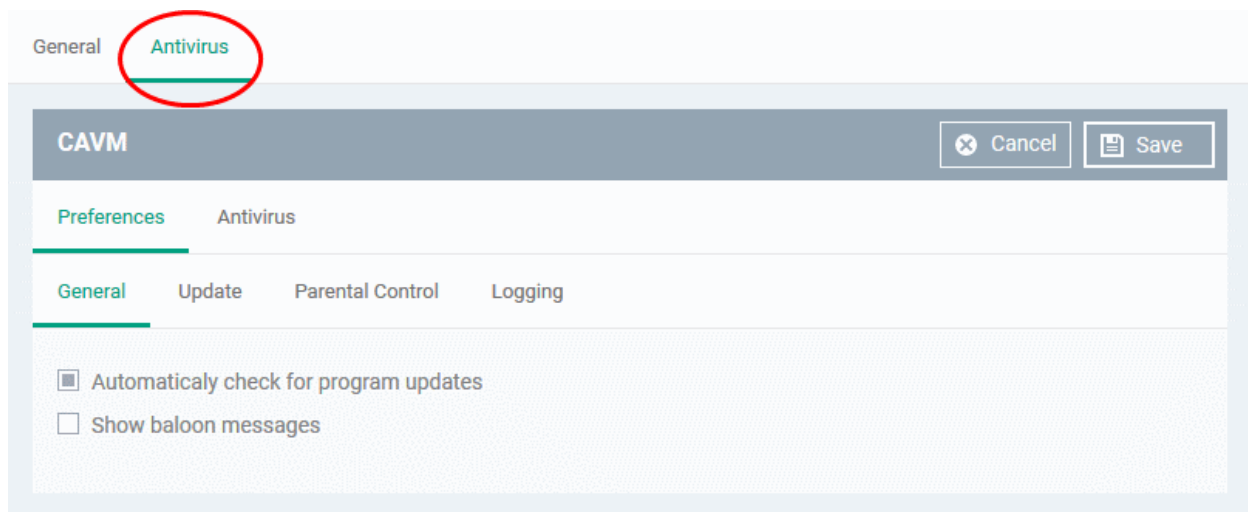 General Antivirus
CAVM Cancel Save
Preferences Antivirus
General Update Parental Control Logging
Automaticaly check for program updates
Show baloon messages